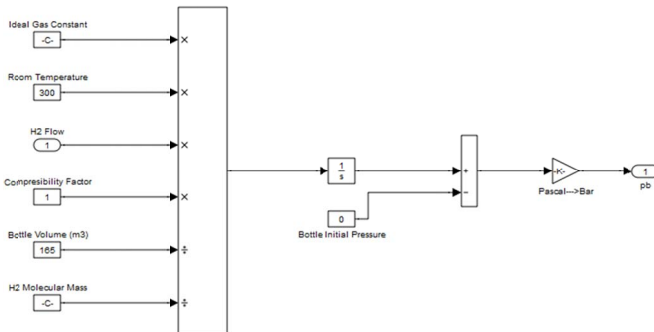 Ideal Gas Constant
-C-
×
Room Temperature
300
×
H2 Flow
1
×
Compresibility Factor
1
×
Bottle Volume (m3)
165
÷
H2 Molecular Mass
-C-
÷
1
s
0
Bottle Initial Pressure
+
−
-K-
Pascal--->Bar
1
pb